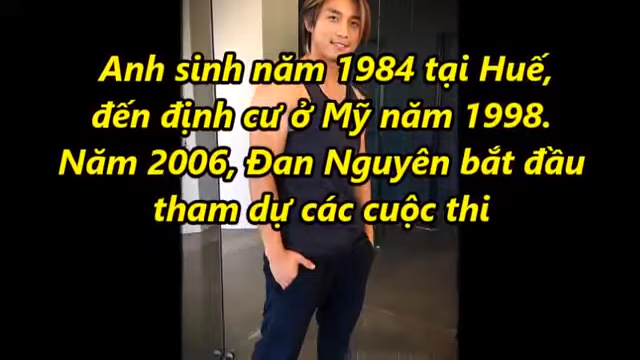 Anh sinh năm 1984 tại Huế,
đến định cư ở Mỹ năm 1998.
Năm 2006, Đan Nguyên bắt đầu
tham dự các cuộc thi